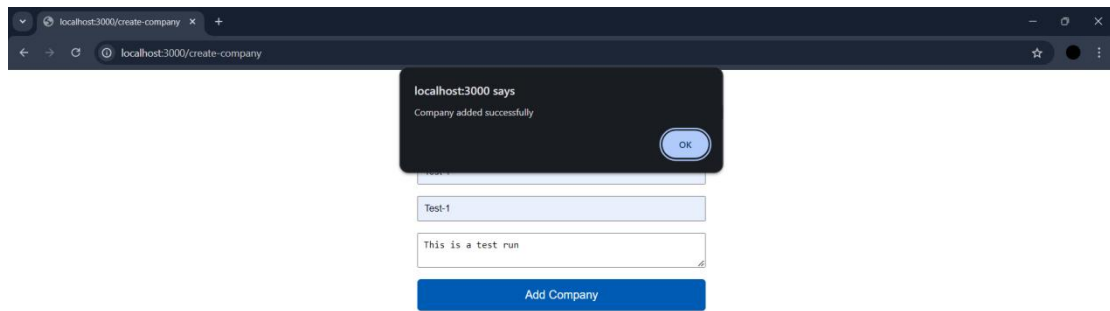 localhost:3000/create-company
localhost:3000/create-company
localhost:3000 says
Company added successfully
OK
Test-1
This is a test run
Add Company